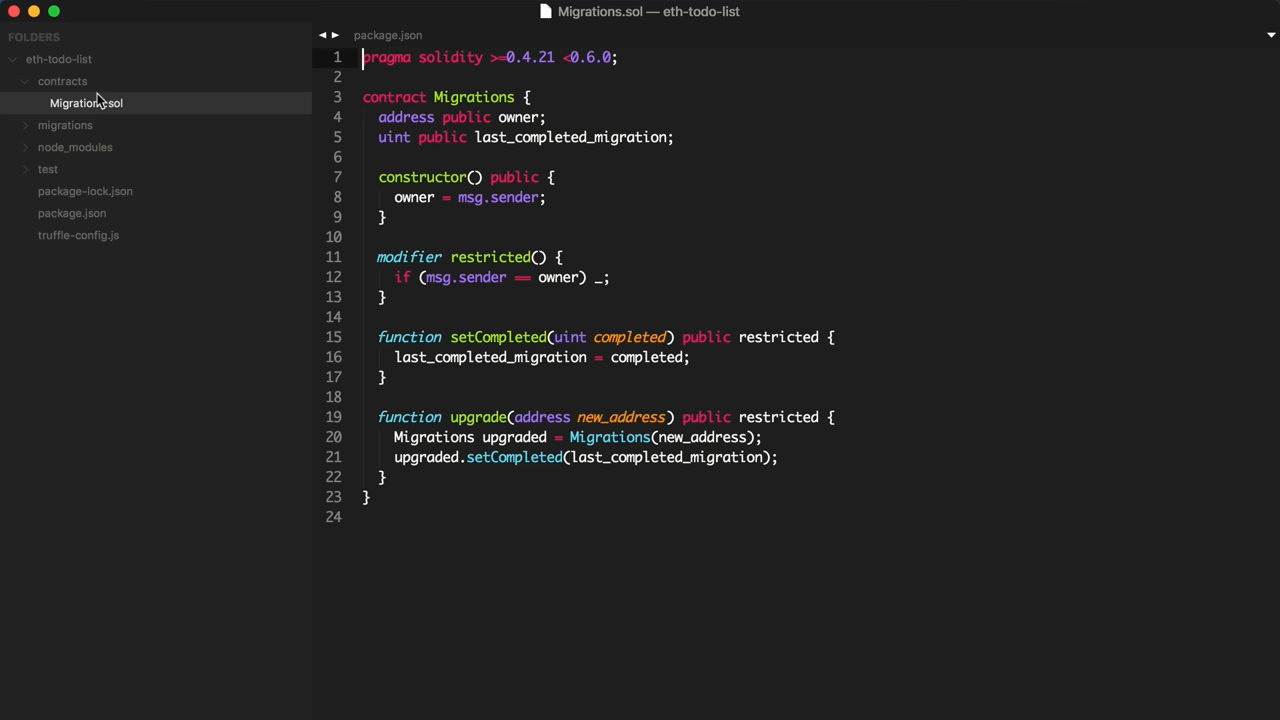 Migrations.sol — eth-todo-list
FOLDERS
eth-todo-list
contracts
Migrations.sol
migrations
node_modules
test
package-lock.json
package.json
truffle-config.js
package.json
1 pragma solidity >=0.4.21 <0.6.0;
2
3 contract Migrations {
4 address public owner;
5 uint public last_completed_migration;
6
7 constructor() public {
8 owner = msg.sender;
9 }
10
11 modifier restricted() {
12 if (msg.sender == owner) _;
13 }
14
15 function setCompleted(uint completed) public restricted {
16 last_completed_migration = completed;
17 }
18
19 function upgrade(address new_address) public restricted {
20 Migrations upgraded = Migrations(new_address);
21 upgraded.setCompleted(last_completed_migration);
22 }
23 }
24